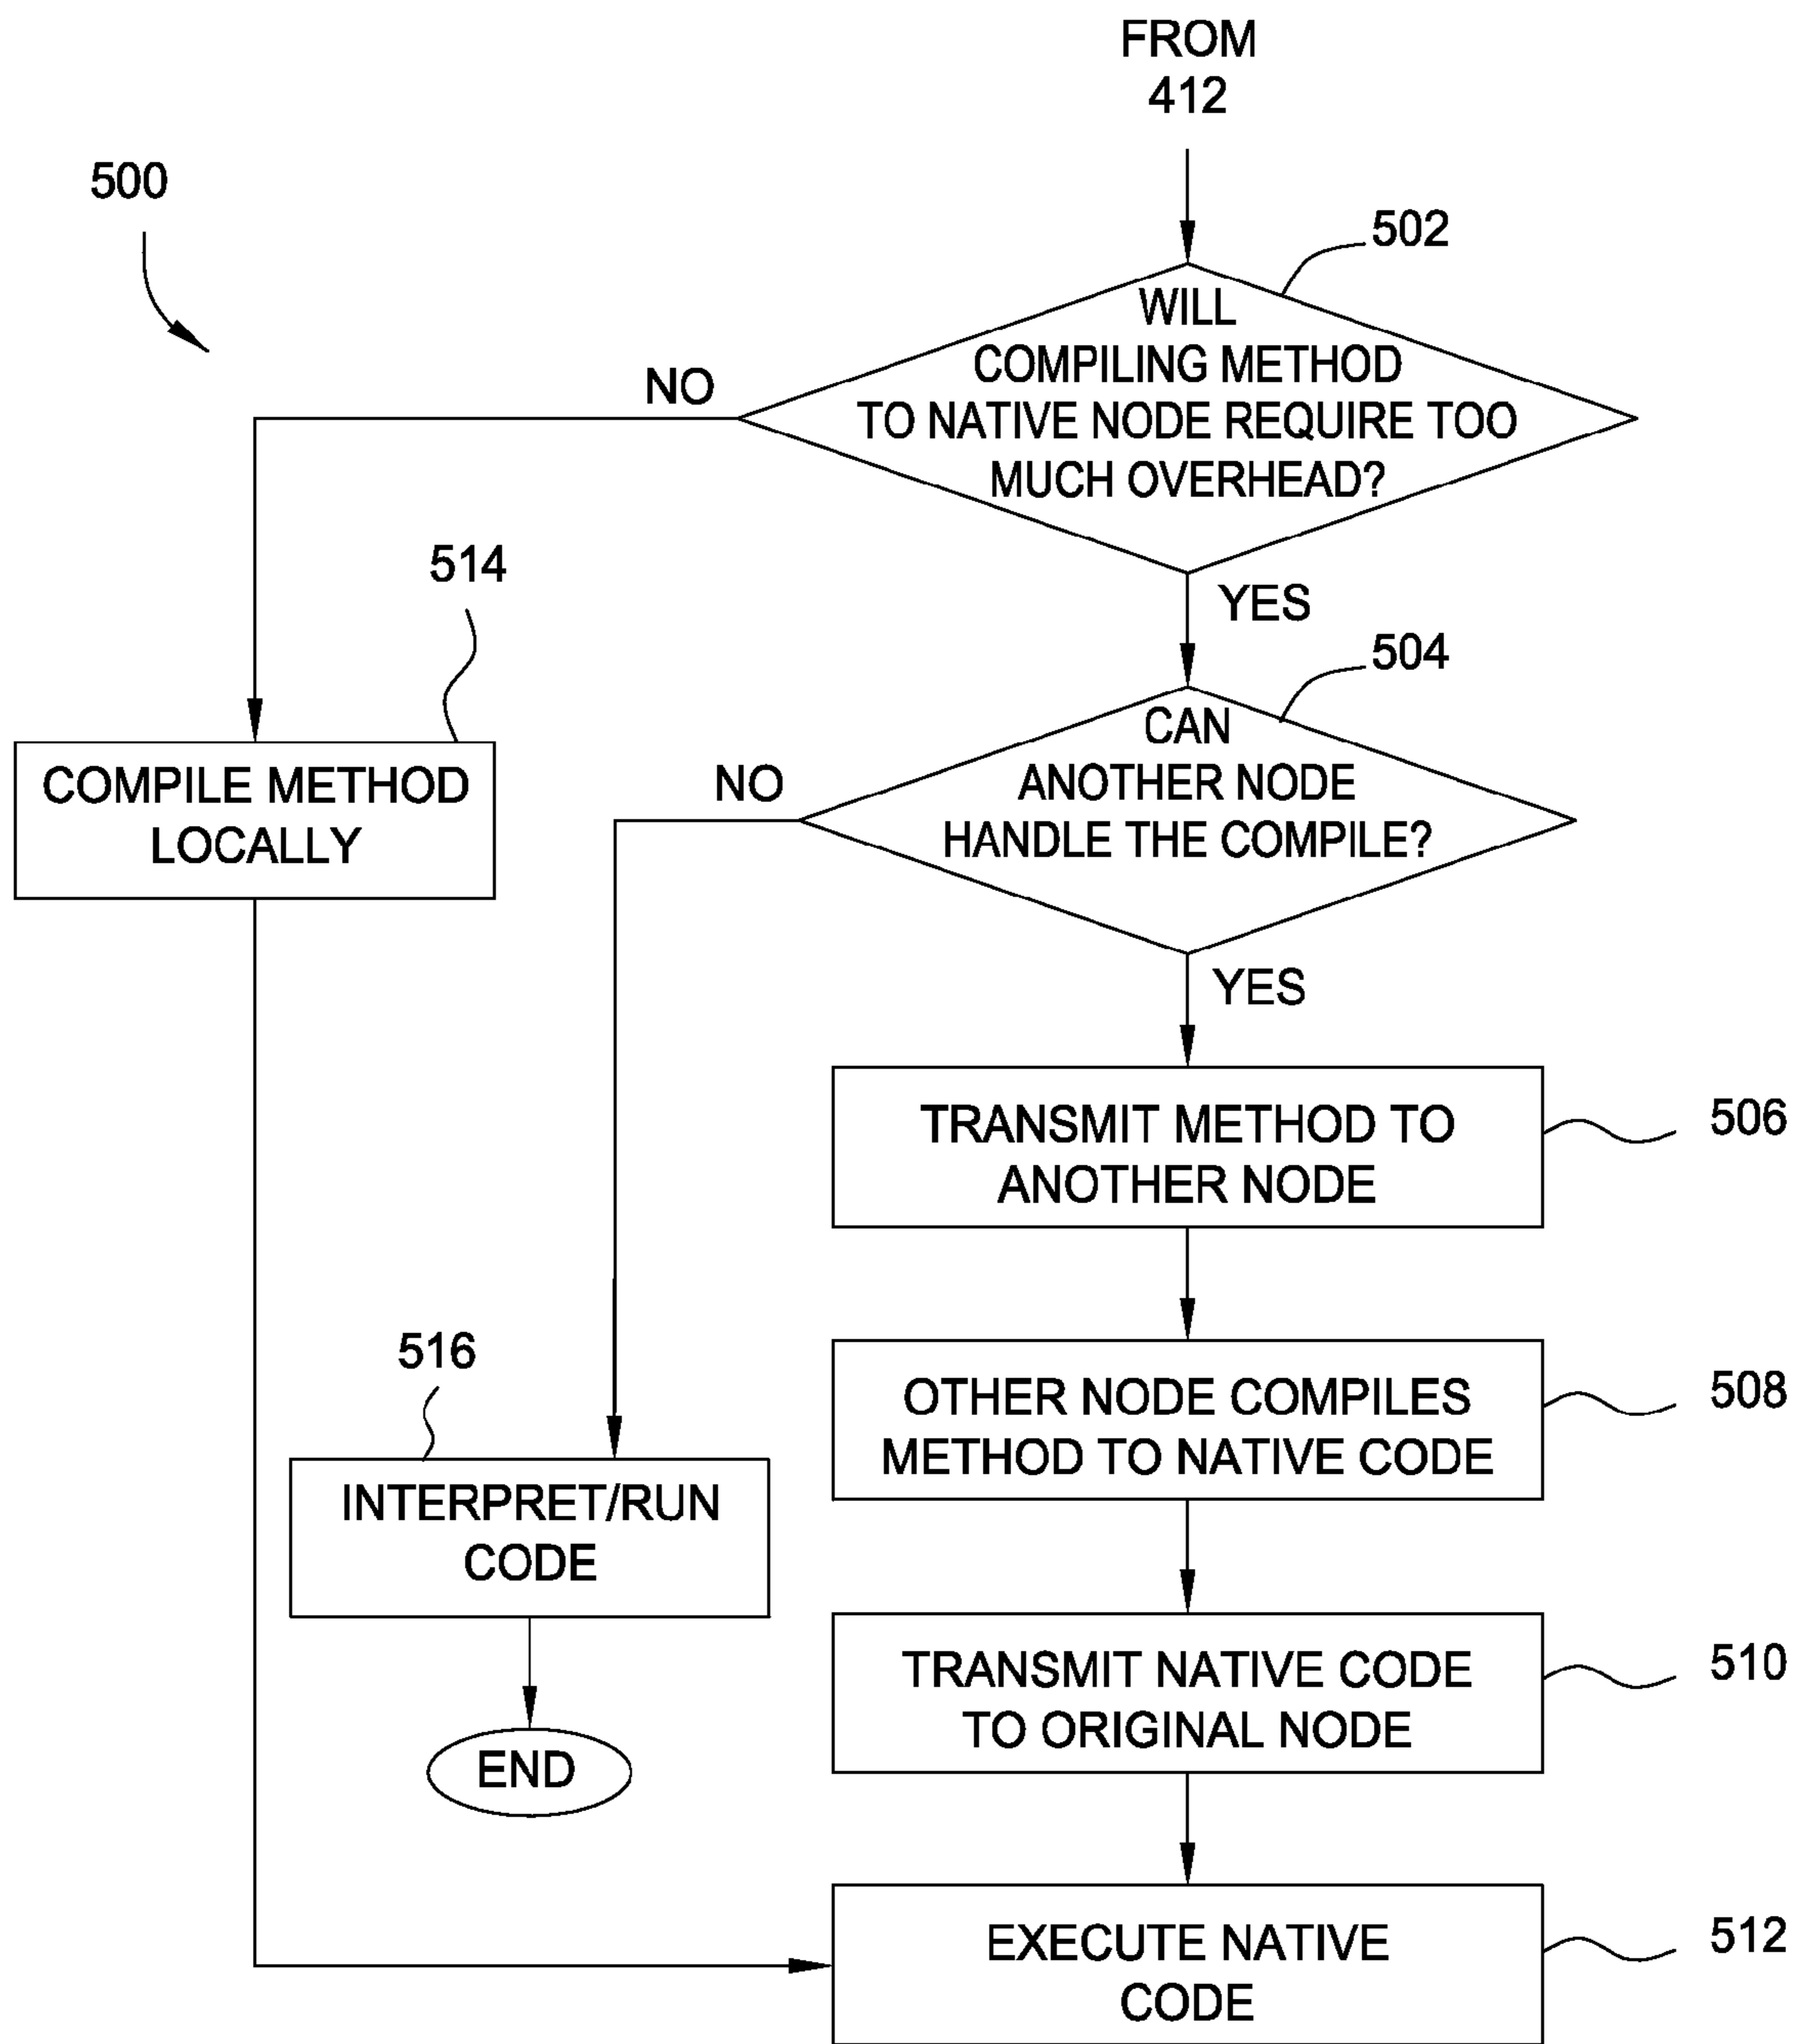 FROM
412
500
502
WILL
COMPILING METHOD
TO NATIVE NODE REQUIRE TOO
MUCH OVERHEAD?
NO
YES
514
COMPILE METHOD
LOCALLY
504
CAN
ANOTHER NODE
HANDLE THE COMPILE?
NO
YES
TRANSMIT METHOD TO
ANOTHER NODE
506
OTHER NODE COMPILES
METHOD TO NATIVE CODE
508
516
INTERPRET/RUN
CODE
END
TRANSMIT NATIVE CODE
TO ORIGINAL NODE
510
EXECUTE NATIVE
CODE
512